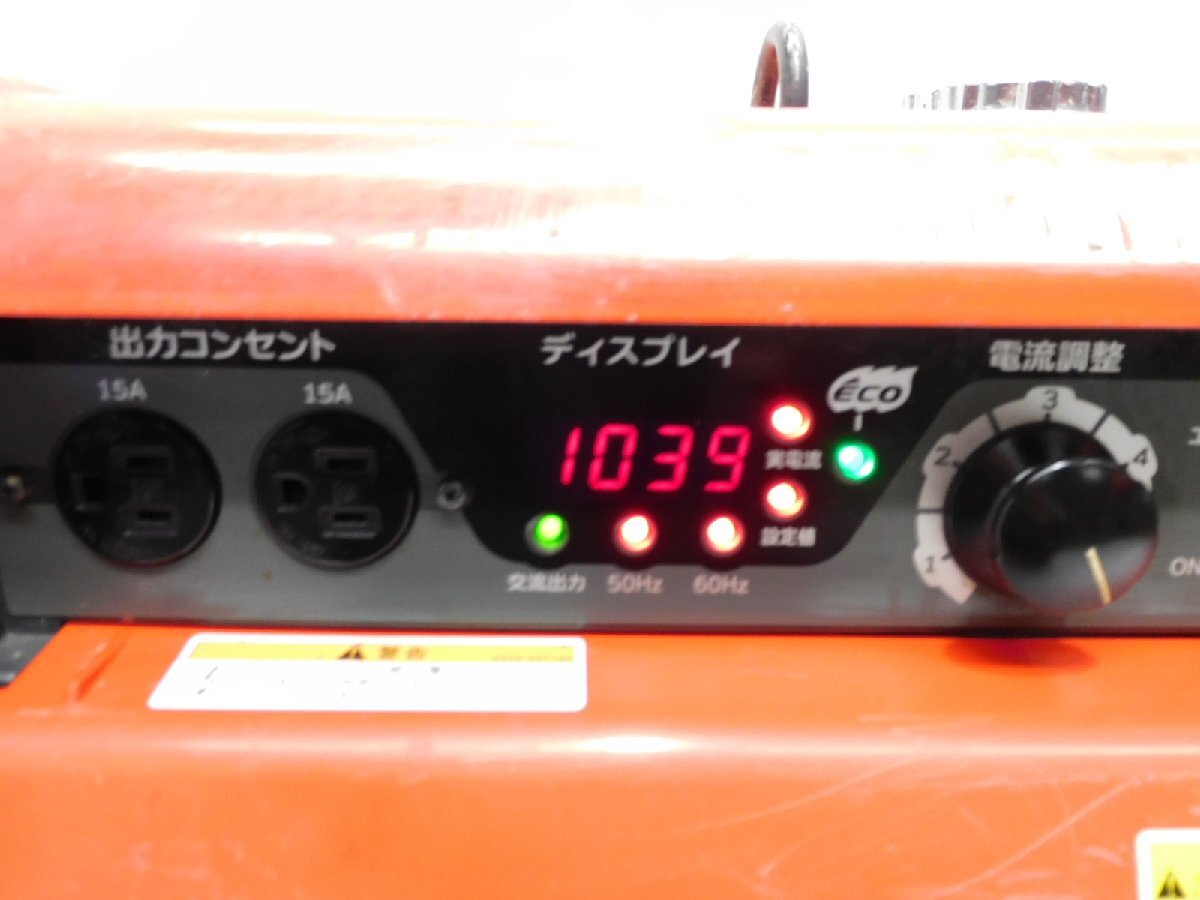 出力コンセント
ディスプレイ
電流調整
15A
15A
1039
実電流
設定値
eco
交流出力
50Hz
60Hz
1
2
3
4
ON
警告